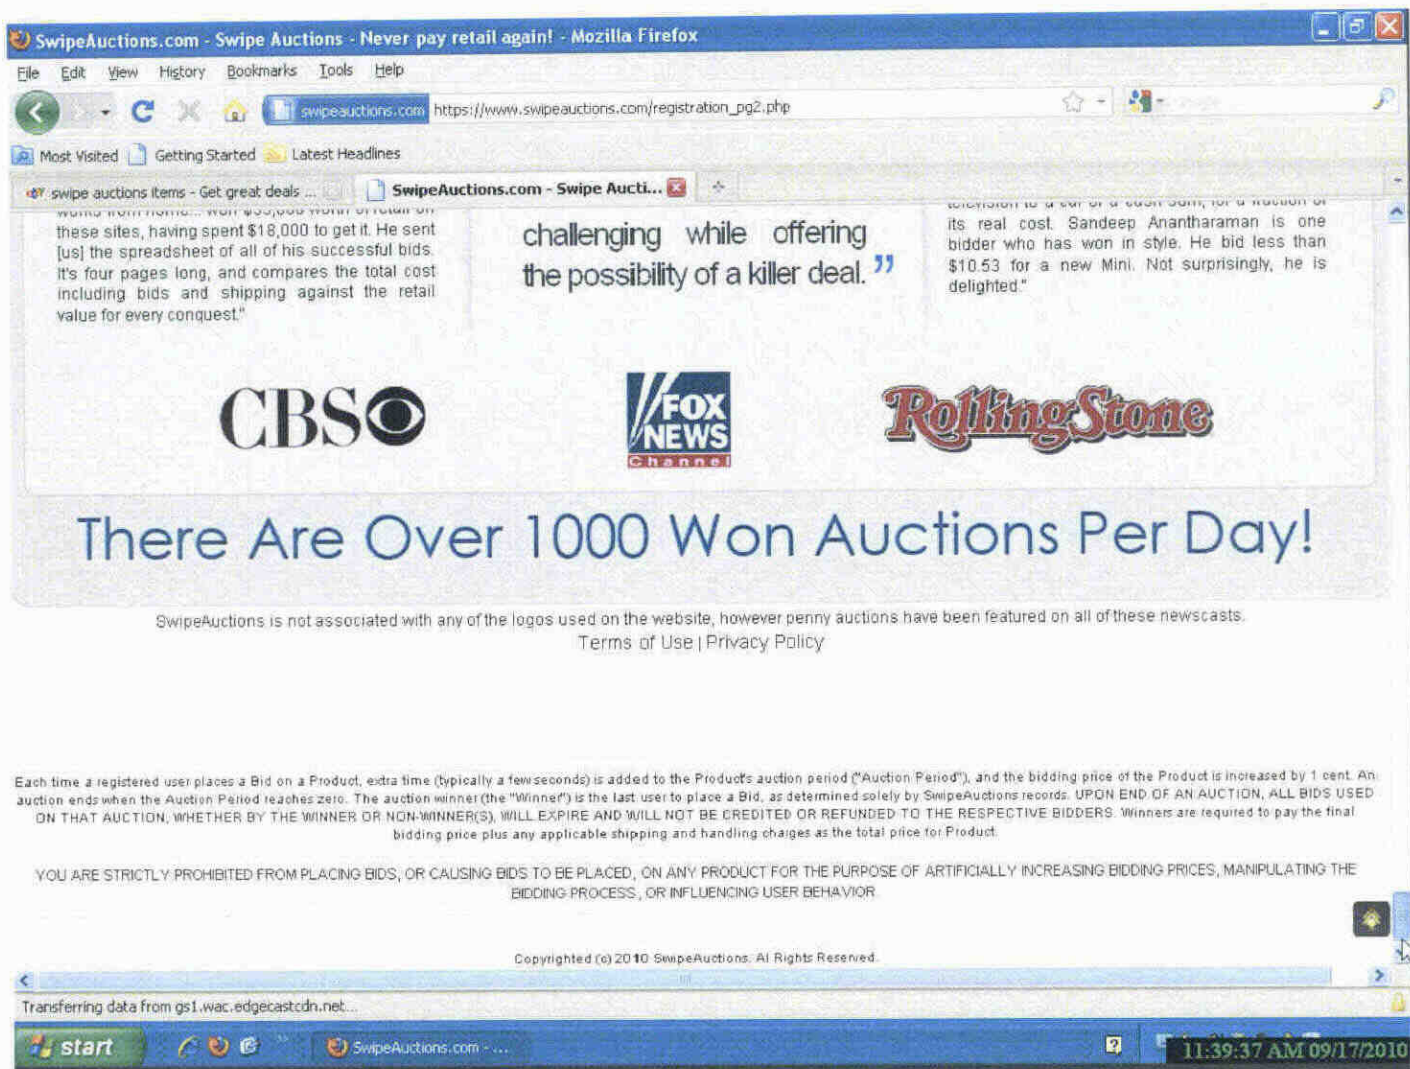 SwipeAuctions.com - Swipe Auctions - Never pay retail again! - Mozilla Firefox
File Edit View History Bookmarks Tools Help
swipeauctions.com https://www.swipeauctions.com/registration_pg2.php
Most Visited Getting Started Latest Headlines
swipe auctions items - Get great deals ... SwipeAuctions.com - Swipe Aucti...
these sites, having spent $18,000 to get it. He sent
[us] the spreadsheet of all of his successful bids.
It's four pages long, and compares the total cost
including bids and shipping against the retail
value for every conquest."
challenging while offering
the possibility of a killer deal.”
television to a car or a cash sum, for a fraction of
its real cost. Sandeep Anantharaman is one
bidder who has won in style. He bid less than
$10.53 for a new Mini. Not surprisingly, he is
delighted."
CBS
FOX
NEWS
Channel
RollingStone
There Are Over 1000 Won Auctions Per Day!
SwipeAuctions is not associated with any of the logos used on the website, however penny auctions have been featured on all of these newscasts.
Terms of Use | Privacy Policy
Each time a registered user places a Bid on a Product, extra time (typically a few seconds) is added to the Product's auction period ("Auction Period"), and the bidding price of the Product is increased by 1 cent. An
auction ends when the Auction Period reaches zero. The auction winner (the "Winner") is the last user to place a Bid, as determined solely by SwipeAuctions records. UPON END OF AN AUCTION, ALL BIDS USED
ON THAT AUCTION, WHETHER BY THE WINNER OR NON-WINNER(S), WILL EXPIRE AND WILL NOT BE CREDITED OR REFUNDED TO THE RESPECTIVE BIDDERS. Winners are required to pay the final
bidding price plus any applicable shipping and handling charges as the total price for Product.
YOU ARE STRICTLY PROHIBITED FROM PLACING BIDS, OR CAUSING BIDS TO BE PLACED, ON ANY PRODUCT FOR THE PURPOSE OF ARTIFICIALLY INCREASING BIDDING PRICES, MANIPULATING THE
BIDDING PROCESS, OR INFLUENCING USER BEHAVIOR.
Copyrighted (c) 2010 SwipeAuctions. All Rights Reserved.
Transferring data from gs1.wac.edgecastcdn.net...
start SwipeAuctions.com - ...
11:39:37 AM 09/17/2010